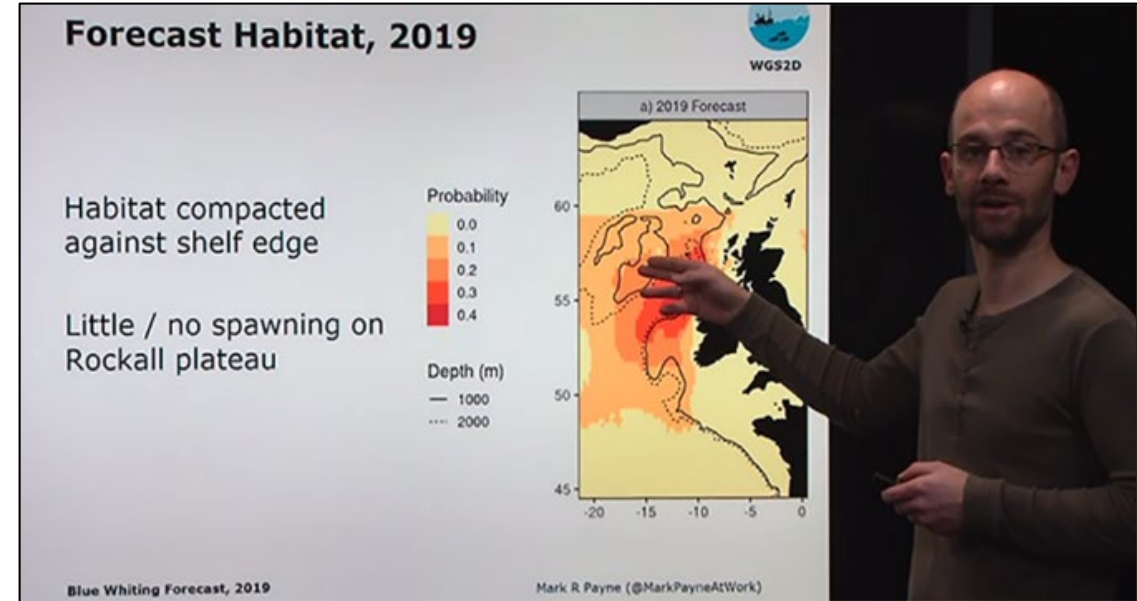 Forecast Habitat, 2019
WGS2D
Habitat compacted
against shelf edge
Little / no spawning on
Rockall plateau
Probability
0.0
0.1
0.2
0.3
0.4
Depth (m)
1000
2000
a) 2019 Forecast
60
55
50
45
-20 -15 -10 -5 0
Blue Whiting Forecast, 2019
Mark R Payne (@MarkPayneAtWork)